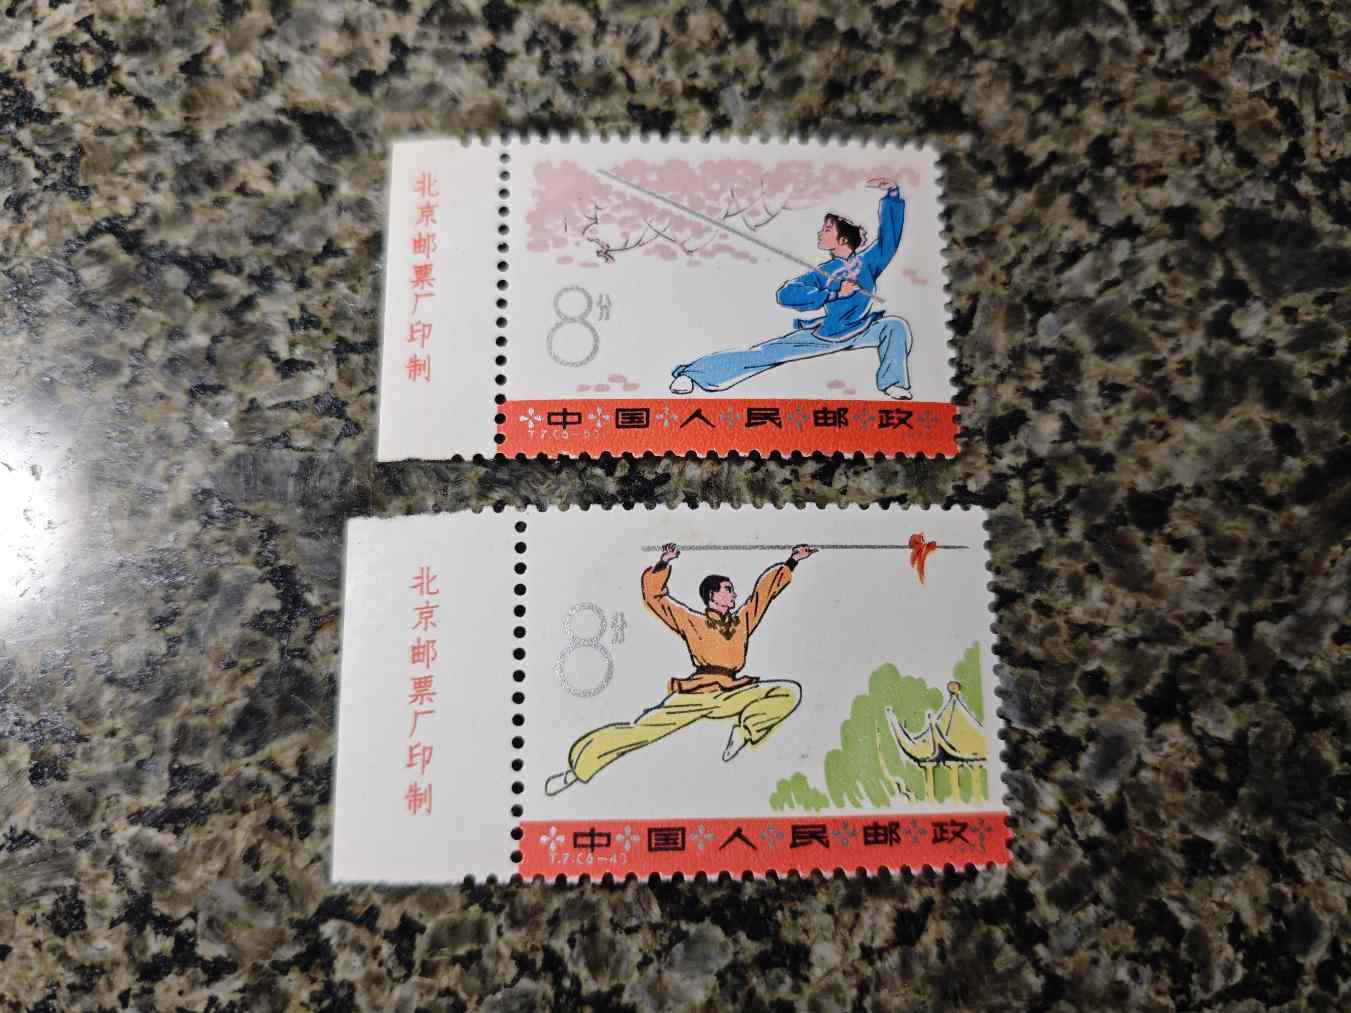 北京邮票厂印制
8分
中国人民邮政
T.7.(6-5)
北京邮票厂印制
8分
中国人民邮政
T.7.(6-4)